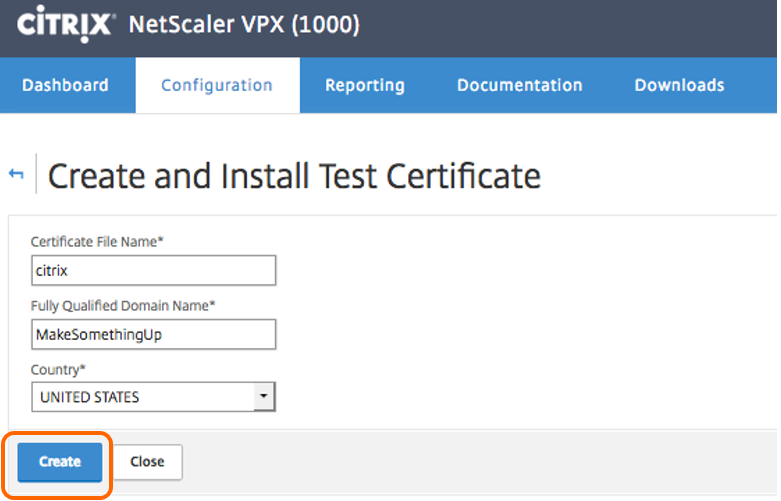 CITRIX® NetScaler VPX (1000)
Dashboard Configuration Reporting Documentation Downloads
Create and Install Test Certificate
Certificate File Name*
citrix
Fully Qualified Domain Name*
MakeSomethingUp
Country*
UNITED STATES
Create Close